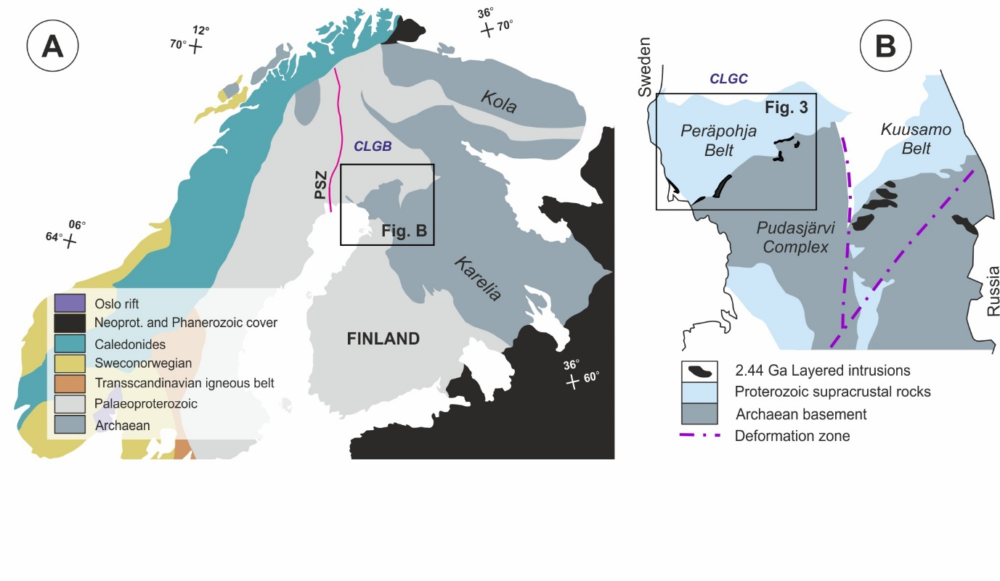 A
12°
70°
36°
70°
Kola
CLGB
PSZ
Fig. B
06°
64°
Karelia
FINLAND
36°
60°
Oslo rift
Neoprot. and Phanerozoic cover
Caledonides
Sweconorwegian
Transscandinavian igneous belt
Palaeoproterozoic
Archaean
B
Sweden
CLGC
Fig. 3
Peräpohja
Belt
Kuusamo
Belt
Pudasjärvi
Complex
Russia
2.44 Ga Layered intrusions
Proterozoic supracrustal rocks
Archaean basement
Deformation zone